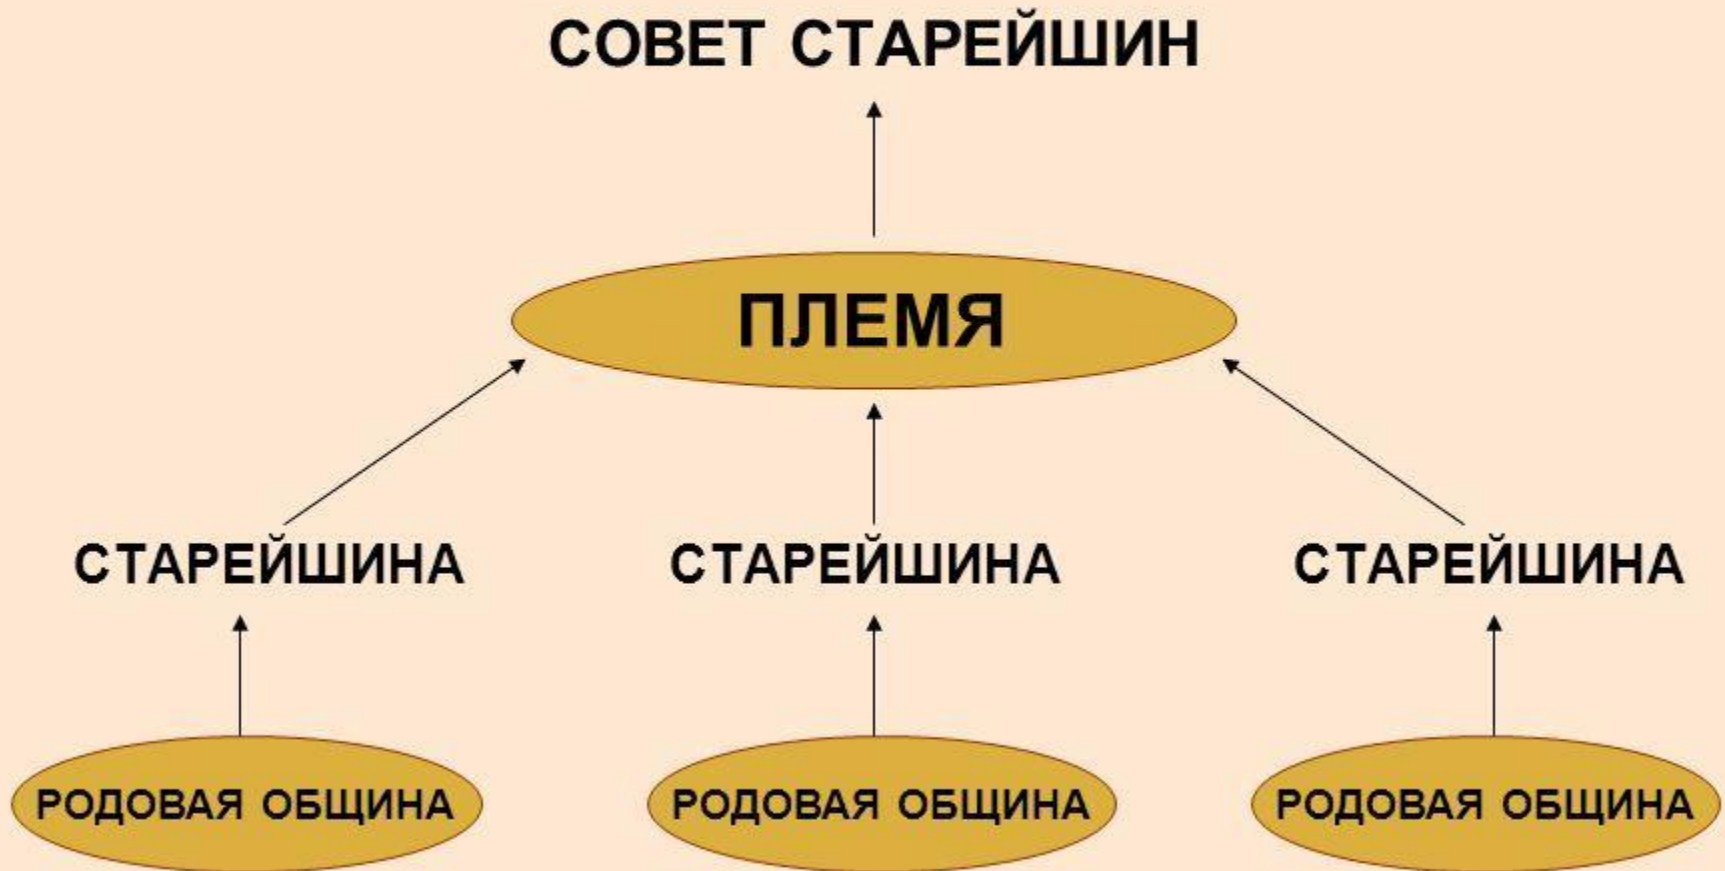 СОВЕТ СТАРЕЙШИН
ПЛЕМЯ
СТАРЕЙШИНА
СТАРЕЙШИНА
СТАРЕЙШИНА
РОДОВАЯ ОБЩИНА
РОДОВАЯ ОБЩИНА
РОДОВАЯ ОБЩИНА